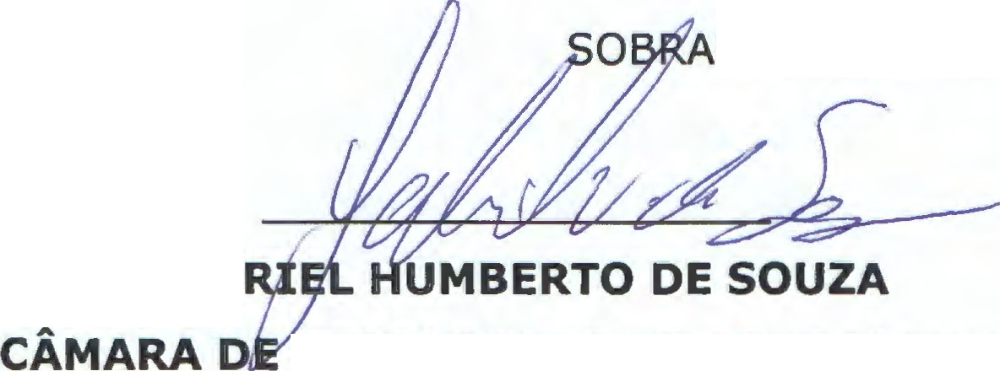 SOBRA
RIEL HUMBERTO DE SOUZA
CÂMARA DE